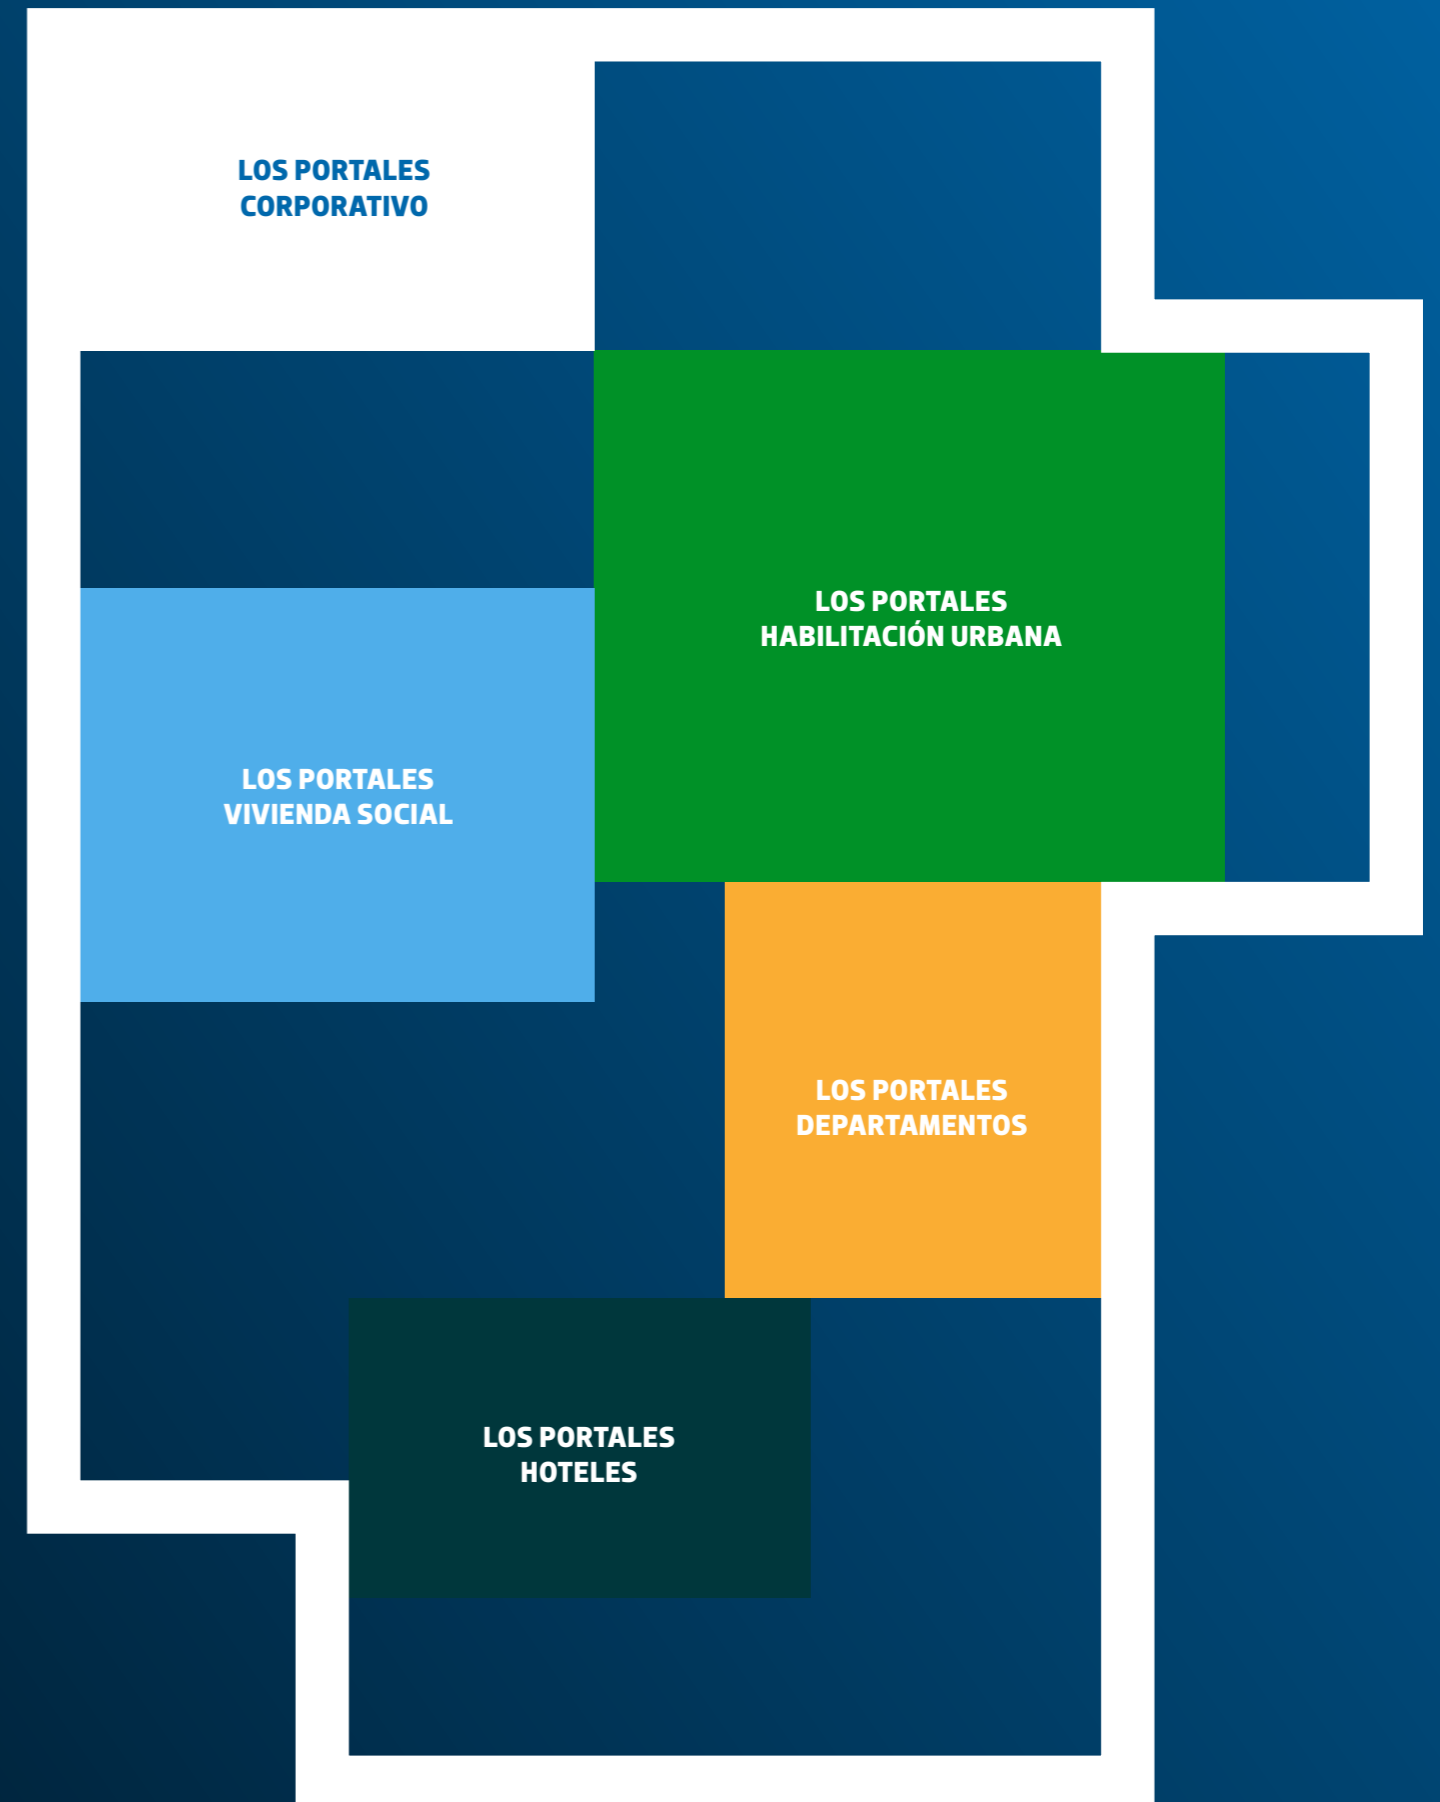 LOS PORTALES
CORPORATIVO
LOS PORTALES
HABILITACIÓN URBANA
LOS PORTALES
VIVIENDA SOCIAL
LOS PORTALES
DEPARTAMENTOS
LOS PORTALES
HOTELES